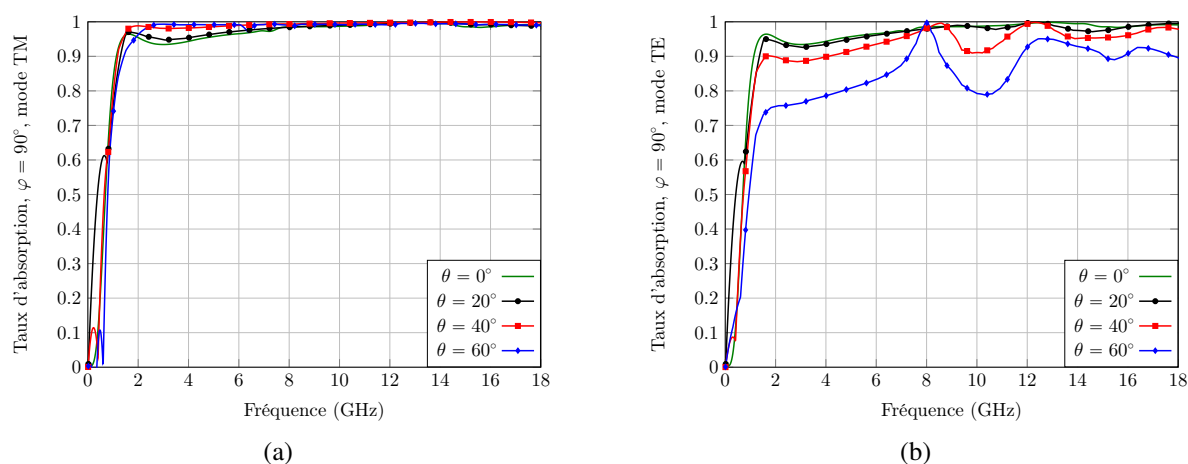 Taux d'absorption, φ = 90°, mode TM
1
0.9
0.8
0.7
0.6
0.5
0.4
0.3
0.2
0.1
0
0 2 4 6 8 10 12 14 16 18
Fréquence (GHz)
θ = 0°
θ = 20°
θ = 40°
θ = 60°
(a)
Taux d'absorption, φ = 90°, mode TE
1
0.9
0.8
0.7
0.6
0.5
0.4
0.3
0.2
0.1
0
0 2 4 6 8 10 12 14 16 18
Fréquence (GHz)
θ = 0°
θ = 20°
θ = 40°
θ = 60°
(b)